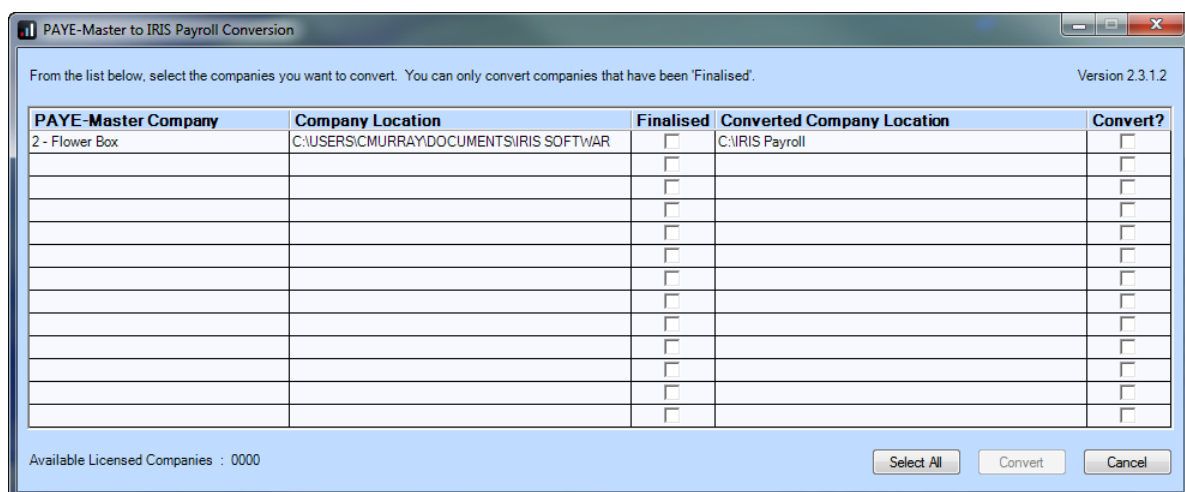 PAYE-Master to IRIS Payroll Conversion
From the list below, select the companies you want to convert. You can only convert companies that have been 'Finalised'. Version 2.3.1.2
PAYE-Master Company Company Location Finalised Converted Company Location Convert?
2 - Flower Box C:\USERS\CMURRAY\DOCUMENTS\IRIS SOFTWAR C:\IRIS Payroll
Available Licensed Companies : 0000 Select All Convert Cancel